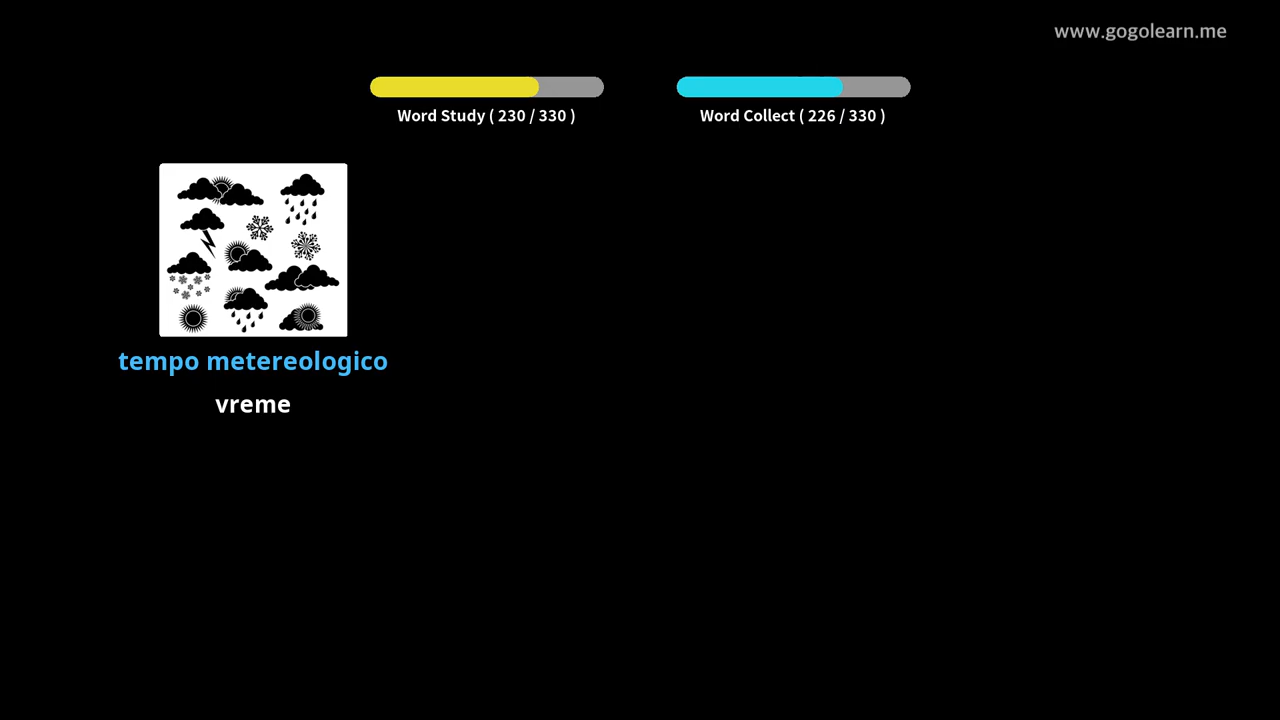 www.gogolearn.me
Word Study ( 230 / 330 )
Word Collect ( 226 / 330 )
tempo metereologico
vreme